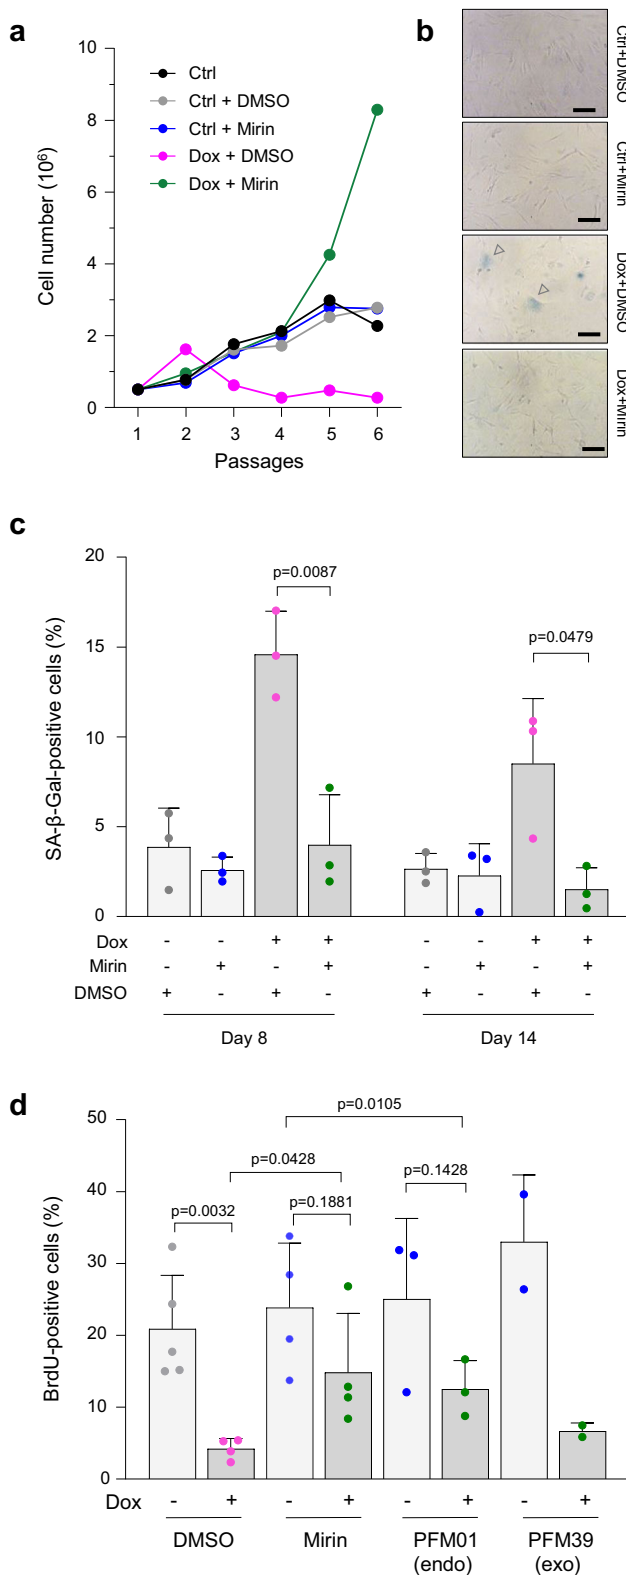 a
10
8
6
4
2
0
Cell number (10⁶)
Ctrl
Ctrl + DMSO
Ctrl + Mirin
Dox + DMSO
Dox + Mirin
1 2 3 4 5 6
Passages
b
Ctrl+DMSO
Ctrl+Mirin
Dox+DMSO
Dox+Mirin
c
20
15
10
5
0
SA-β-Gal-positive cells (%)
p=0.0087
p=0.0479
Dox - - + + - - + +
Mirin - + - + - + - +
DMSO + - + - + - + -
Day 8 Day 14
d
50
40
30
20
10
0
BrdU-positive cells (%)
p=0.0105
p=0.0428
p=0.1428
p=0.0032
p=0.1881
Dox - + - + - + - +
DMSO Mirin PFM01 PFM39
(endo) (exo)